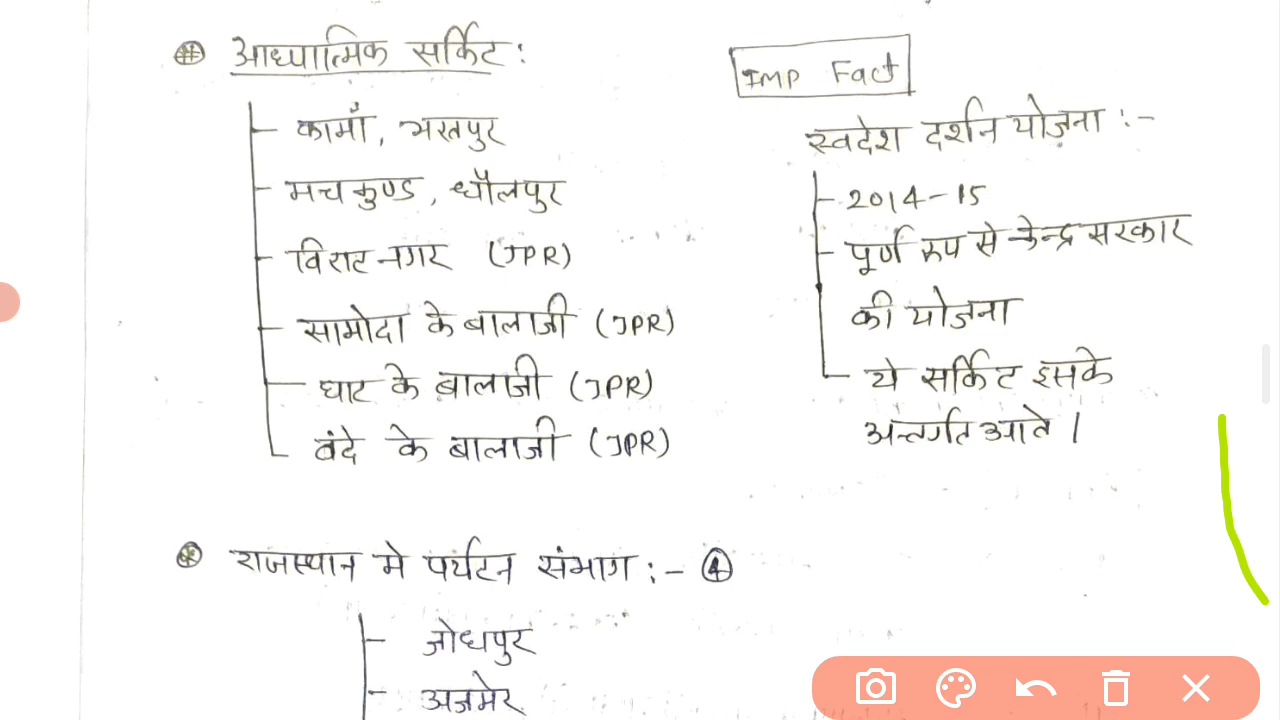 आध्यात्मिक सर्किट :
कामाँ, भरतपुर
मचकुण्ड, धौलपुर
विराटनगर (JPR)
सामोदा के बालाजी (JPR)
घाट के बालाजी (JPR)
बंदे के बालाजी (JPR)
IMP Fact
स्वदेश दर्शन योजना :-
2014-15
पूर्ण रूप से केन्द्र सरकार
की योजना
ये सर्किट इसके
अन्तर्गत आते ।
राजस्थान मे पर्यटन संभाग :- 4
जोधपुर
अजमेर